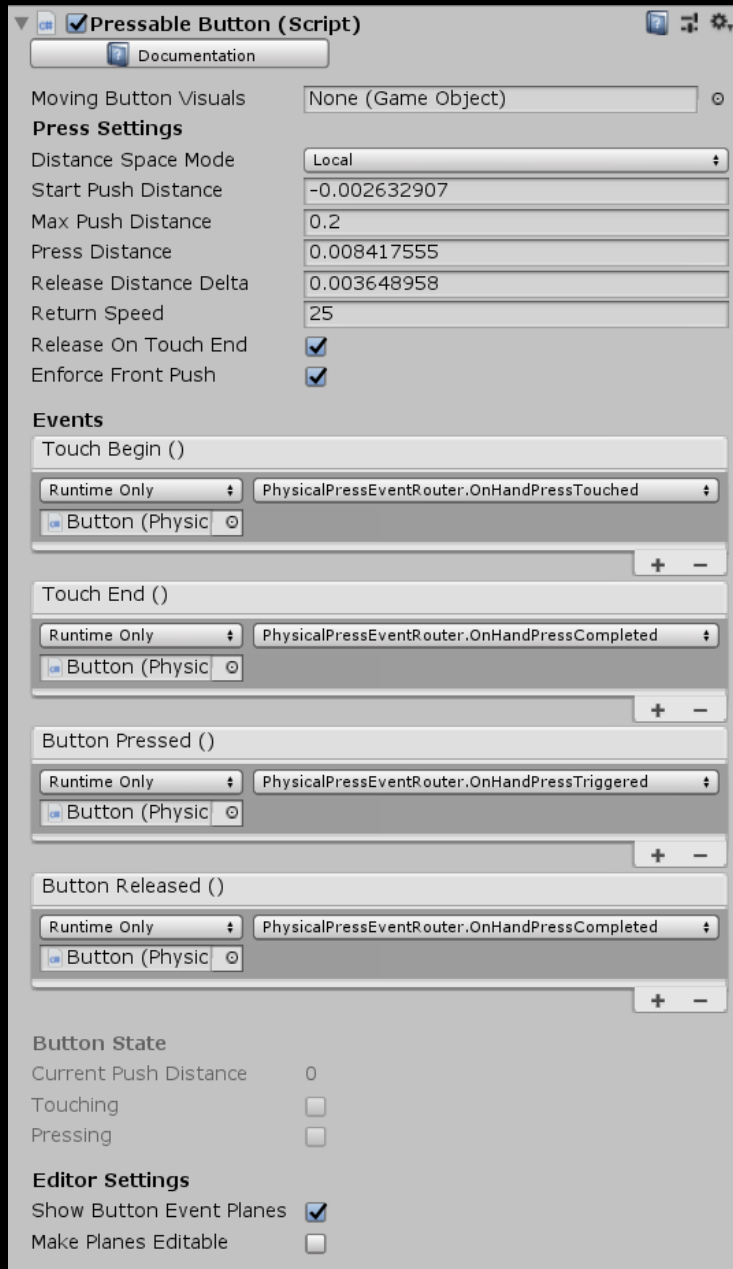 Pressable Button (Script)
Documentation
Moving Button Visuals None (Game Object)
Press Settings
Distance Space Mode Local
Start Push Distance -0.002632907
Max Push Distance 0.2
Press Distance 0.008417555
Release Distance Delta 0.003648958
Return Speed 25
Release On Touch End
Enforce Front Push
Events
Touch Begin ()
Runtime Only PhysicalPressEventRouter.OnHandPressTouched
Button (Physic
Touch End ()
Runtime Only PhysicalPressEventRouter.OnHandPressCompleted
Button (Physic
Button Pressed ()
Runtime Only PhysicalPressEventRouter.OnHandPressTriggered
Button (Physic
Button Released ()
Runtime Only PhysicalPressEventRouter.OnHandPressCompleted
Button (Physic
Button State
Current Push Distance 0
Touching
Pressing
Editor Settings
Show Button Event Planes
Make Planes Editable